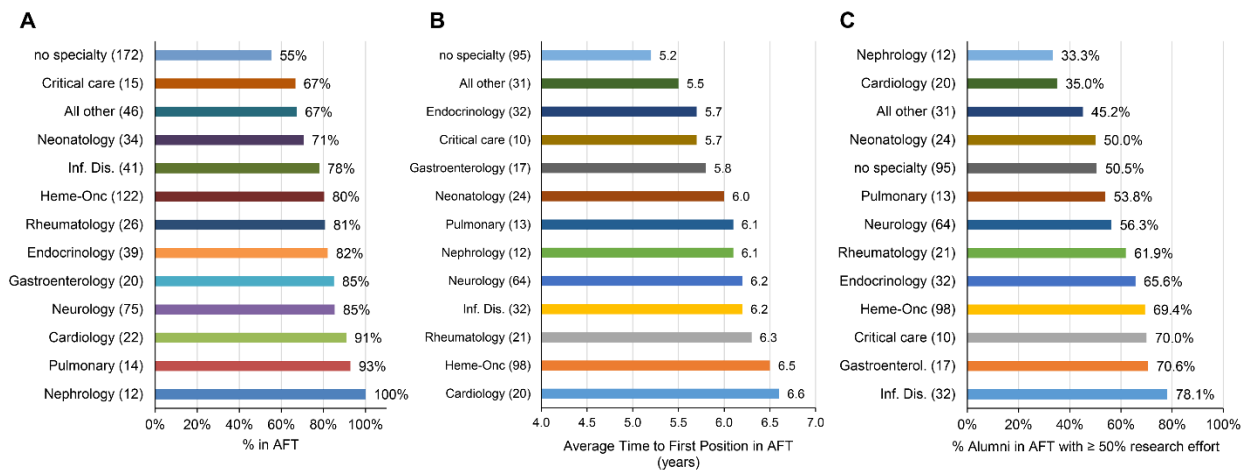 A
no specialty (172) 55%
Critical care (15) 67%
All other (46) 67%
Neonatology (34) 71%
Inf. Dis. (41) 78%
Heme-Onc (122) 80%
Rheumatology (26) 81%
Endocrinology (39) 82%
Gastroenterology (20) 85%
Neurology (75) 85%
Cardiology (22) 91%
Pulmonary (14) 93%
Nephrology (12) 100%
0% 20% 40% 60% 80% 100%
% in AFT
B
no specialty (95) 5.2
All other (31) 5.5
Endocrinology (32) 5.7
Critical care (10) 5.7
Gastroenterology (17) 5.8
Neonatology (24) 6.0
Pulmonary (13) 6.1
Nephrology (12) 6.1
Neurology (64) 6.2
Inf. Dis. (32) 6.2
Rheumatology (21) 6.3
Heme-Onc (98) 6.5
Cardiology (20) 6.6
4.0 4.5 5.0 5.5 6.0 6.5 7.0
Average Time to First Position in AFT
(years)
C
Nephrology (12) 33.3%
Cardiology (20) 35.0%
All other (31) 45.2%
Neonatology (24) 50.0%
no specialty (95) 50.5%
Pulmonary (13) 53.8%
Neurology (64) 56.3%
Rheumatology (21) 61.9%
Endocrinology (32) 65.6%
Heme-Onc (98) 69.4%
Critical care (10) 70.0%
Gastroenterol. (17) 70.6%
Inf. Dis. (32) 78.1%
0% 20% 40% 60% 80% 100%
% Alumni in AFT with ≥ 50% research effort